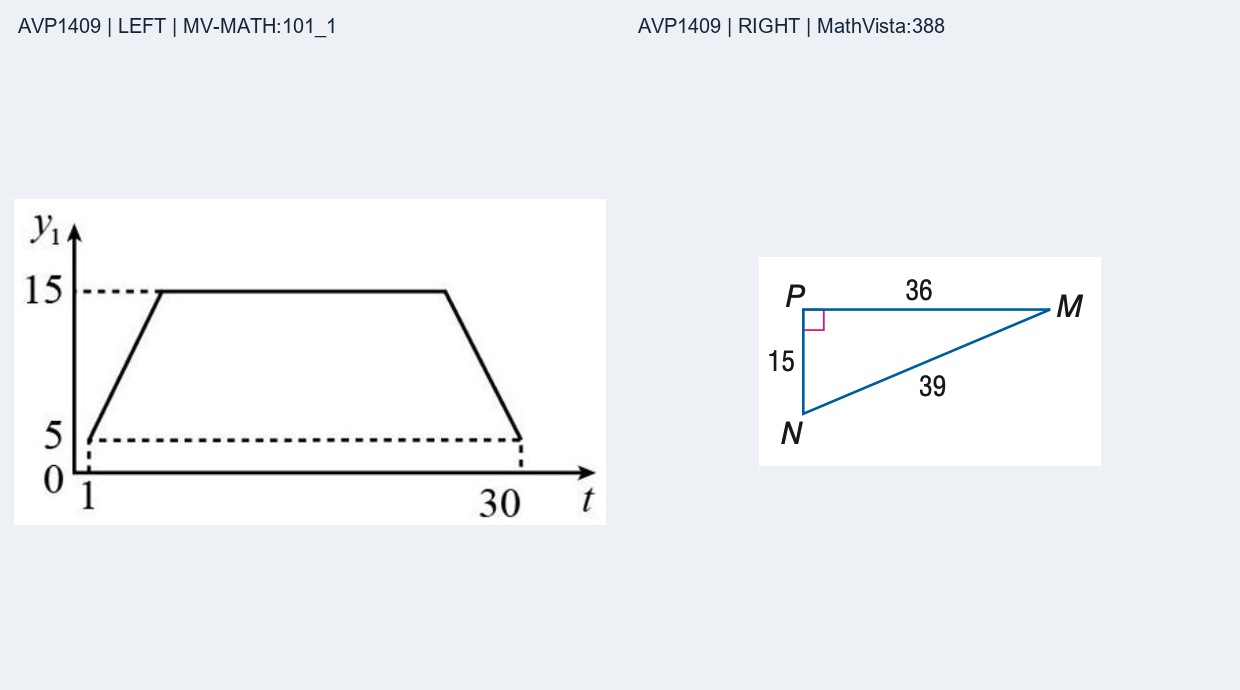 AVP1409 | LEFT | MV-MATH:101_1
AVP1409 | RIGHT | MathVista:388
y₁
15
5
0
1
30
t
P
36
M
15
39
N